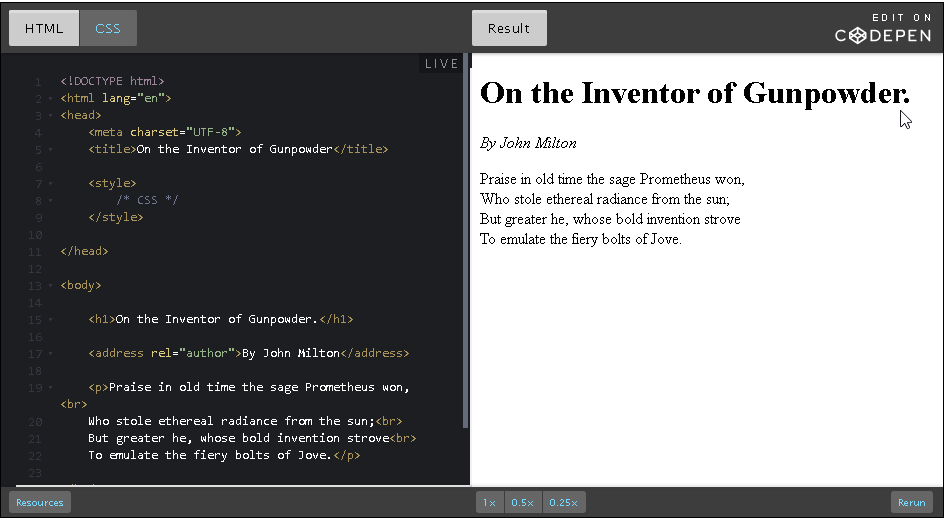 HTML CSS Result EDIT ON
CODEPEN
LIVE
1 <!DOCTYPE html>
2 <html lang="en">
3 <head>
4 <meta charset="UTF-8">
5 <title>On the Inventor of Gunpowder</title>
6
7 <style>
8 /* CSS */
9 </style>
10
11 </head>
12
13 <body>
14
15 <h1>On the Inventor of Gunpowder.</h1>
16
17 <address rel="author">By John Milton</address>
18
19 <p>Praise in old time the sage Prometheus won,
<br>
20 Who stole ethereal radiance from the sun;<br>
21 But greater he, whose bold invention strove<br>
22 To emulate the fiery bolts of Jove.</p>
23
On the Inventor of Gunpowder.
By John Milton
Praise in old time the sage Prometheus won,
Who stole ethereal radiance from the sun;
But greater he, whose bold invention strove
To emulate the fiery bolts of Jove.
Resources 1× 0.5× 0.25× Rerun